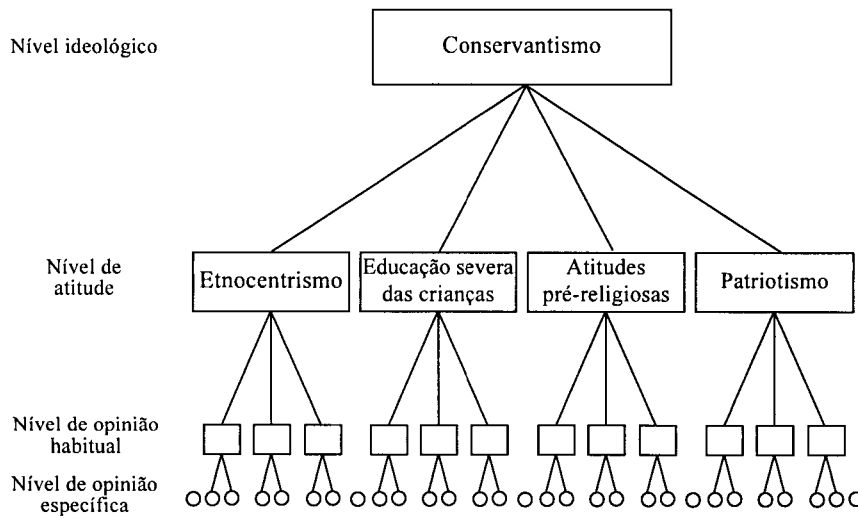 Nível ideológico
Conservantismo
Nível de
atitude
Etnocentrismo
Educação severa
das crianças
Atitudes
pré-religiosas
Patriotismo
Nível de opinião
habitual
Nível de opinião
específica